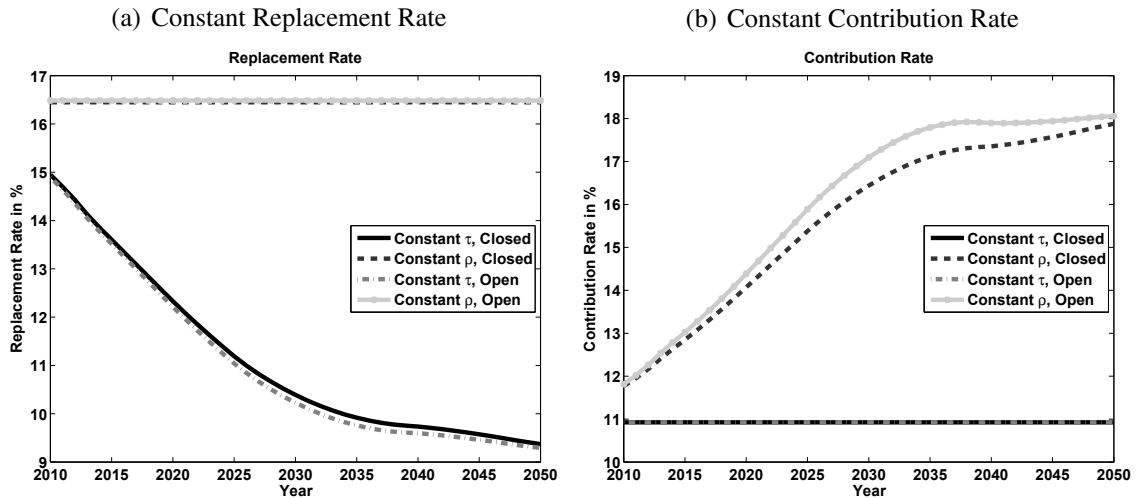 (a) Constant Replacement Rate
Replacement Rate
17
16
15
14
13
12
11
10
9
Replacement Rate in %
Constant τ, Closed
Constant ρ, Closed
Constant τ, Open
Constant ρ, Open
2010 2015 2020 2025 2030 2035 2040 2045 2050
Year
(b) Constant Contribution Rate
Contribution Rate
19
18
17
16
15
14
13
12
11
10
Contribution Rate in %
Constant τ, Closed
Constant ρ, Closed
Constant τ, Open
Constant ρ, Open
2010 2015 2020 2025 2030 2035 2040 2045 2050
Year